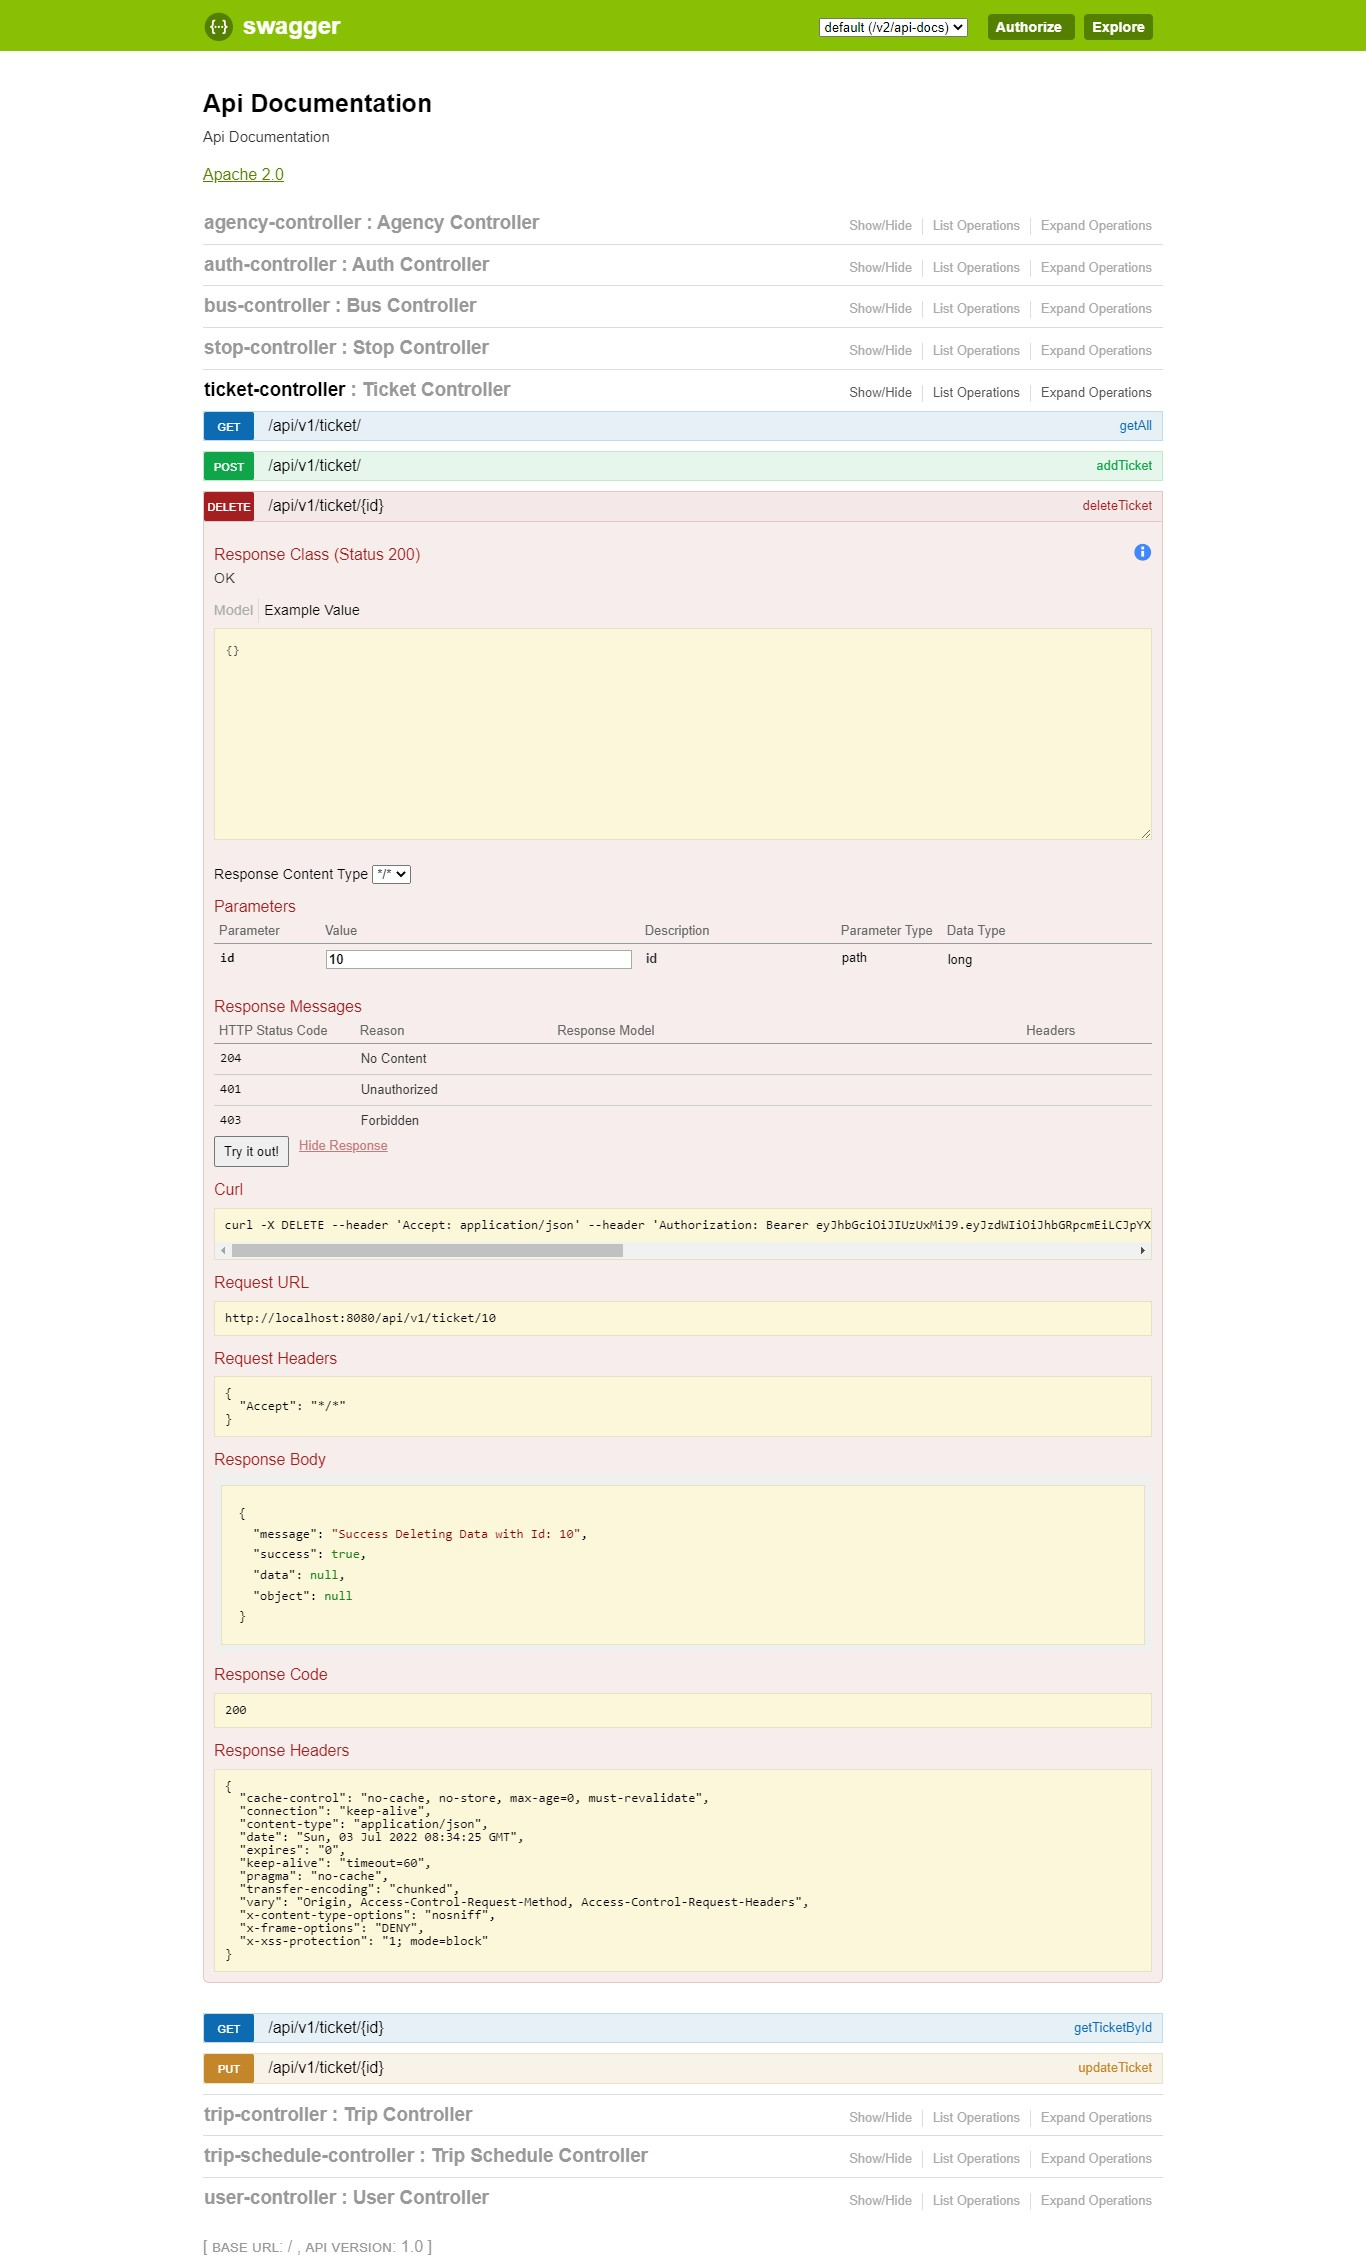 swagger
default (/v2/api-docs)
Authorize
Explore
Api Documentation
Api Documentation
Apache 2.0
agency-controller : Agency Controller Show/Hide List Operations Expand Operations
auth-controller : Auth Controller Show/Hide List Operations Expand Operations
bus-controller : Bus Controller Show/Hide List Operations Expand Operations
stop-controller : Stop Controller Show/Hide List Operations Expand Operations
ticket-controller : Ticket Controller Show/Hide List Operations Expand Operations
GET /api/v1/ticket/ getAll
POST /api/v1/ticket/ addTicket
DELETE /api/v1/ticket/{id} deleteTicket
Response Class (Status 200)
OK
Model Example Value
{}
Response Content Type */*
Parameters
Parameter Value Description Parameter Type Data Type
id 10 id path long
Response Messages
HTTP Status Code Reason Response Model Headers
204 No Content
401 Unauthorized
403 Forbidden
Try it out! Hide Response
Curl
curl -X DELETE --header 'Accept: application/json' --header 'Authorization: Bearer eyJhbGciOiJIUzUxMiJ9.eyJzdWIiOiJhbGRpcmEiLCJpYX
Request URL
http://localhost:8080/api/v1/ticket/10
Request Headers
{
"Accept": "*/*"
}
Response Body
{
"message": "Success Deleting Data with Id: 10",
"success": true,
"data": null,
"object": null
}
Response Code
200
Response Headers
{
"cache-control": "no-cache, no-store, max-age=0, must-revalidate",
"connection": "keep-alive",
"content-type": "application/json",
"date": "Sun, 03 Jul 2022 08:34:25 GMT",
"expires": "0",
"keep-alive": "timeout=60",
"pragma": "no-cache",
"transfer-encoding": "chunked",
"vary": "Origin, Access-Control-Request-Method, Access-Control-Request-Headers",
"x-content-type-options": "nosniff",
"x-frame-options": "DENY",
"x-xss-protection": "1; mode=block"
}
GET /api/v1/ticket/{id} getTicketById
PUT /api/v1/ticket/{id} updateTicket
trip-controller : Trip Controller Show/Hide List Operations Expand Operations
trip-schedule-controller : Trip Schedule Controller Show/Hide List Operations Expand Operations
user-controller : User Controller Show/Hide List Operations Expand Operations
[ BASE URL: / , API VERSION: 1.0 ]